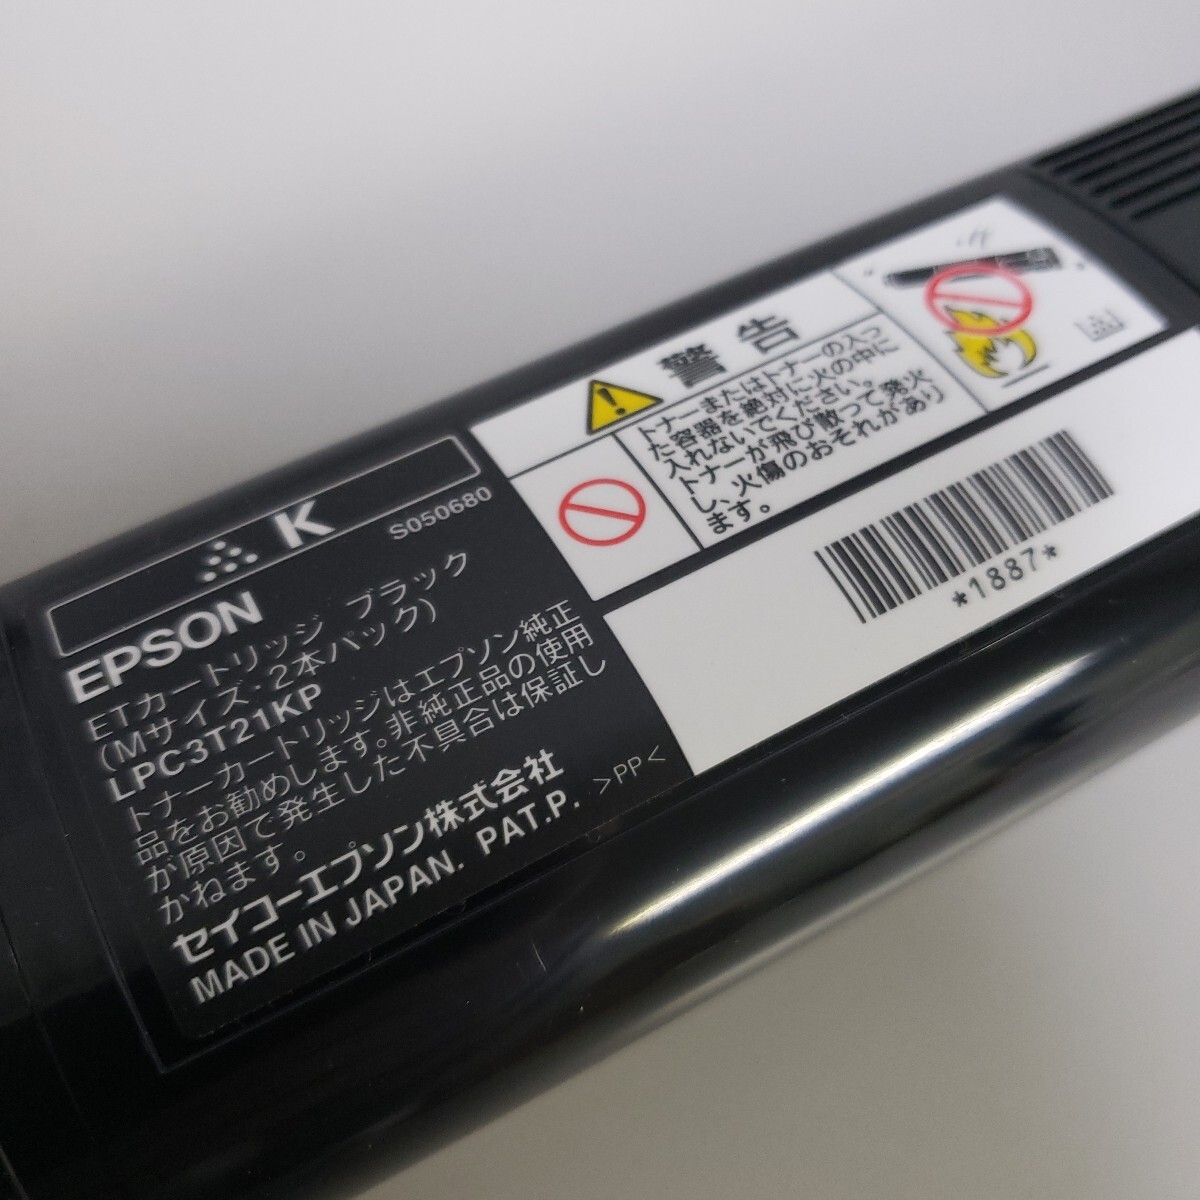 K
S050680
EPSON
ETカートリッジ ブラック
(Mサイズ・2本パック)
LPC3T21KP
トナーカートリッジはエプソン純正
品をお勧めします。非純正品の使用
が原因で発生した不具合は保証し
かねます。
セイコーエプソン株式会社
MADE IN JAPAN. PAT.P.
>PP<
警告
トナーまたはトナーの入っ
た容器を絶対に火の中に
入れないでください。
トナーが飛び散って発火
し、火傷のおそれがあり
ます。
*1887*